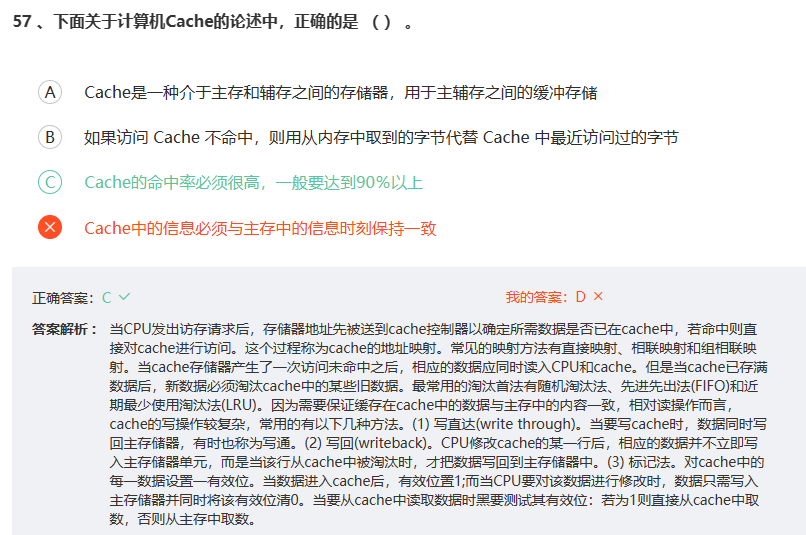 57 、下面关于计算机Cache的论述中，正确的是 （ ） 。
A Cache是一种介于主存和辅存之间的存储器，用于主辅存之间的缓冲存储
B 如果访问 Cache 不命中，则用从内存中取到的字节代替 Cache 中最近访问过的字节
C Cache的命中率必须很高，一般要达到90%以上
Cache中的信息必须与主存中的信息时刻保持一致
正确答案： C 我的答案： D
答案解析： 当CPU发出访存请求后，存储器地址先被送到cache控制器以确定所需数据是否已在cache中，若命中则直
接对cache进行访问。这个过程称为cache的地址映射。常见的映射方法有直接映射、相联映射和组相联映
射。当cache存储器产生了一次访问未命中之后，相应的数据应同时读入CPU和cache。但是当cache已存满
数据后，新数据必须淘汰cache中的某些旧数据。最常用的淘汰首法有随机淘汰法、先进先出法(FIFO)和近
期最少使用淘汰法(LRU)。因为需要保证缓存在cache中的数据与主存中的内容一致，相对读操作而言，
cache的写操作较复杂，常用的有以下几种方法。(1) 写直达(write through)。当要写cache时，数据同时写
回主存储器，有时也称为写通。(2) 写回(writeback)。CPU修改cache的某一行后，相应的数据并不立即写
入主存储器单元，而是当该行从cache中被淘汰时，才把数据写回到主存储器中。(3) 标记法。对cache中的
每一数据设置一有效位。当数据进入cache后，有效位置1;而当CPU要对该数据进行修改时，数据只需写入
主存储器并同时将该有效位清0。当要从cache中读取数据时黑要测试其有效位：若为1则直接从cache中取
数，否则从主存中取数。